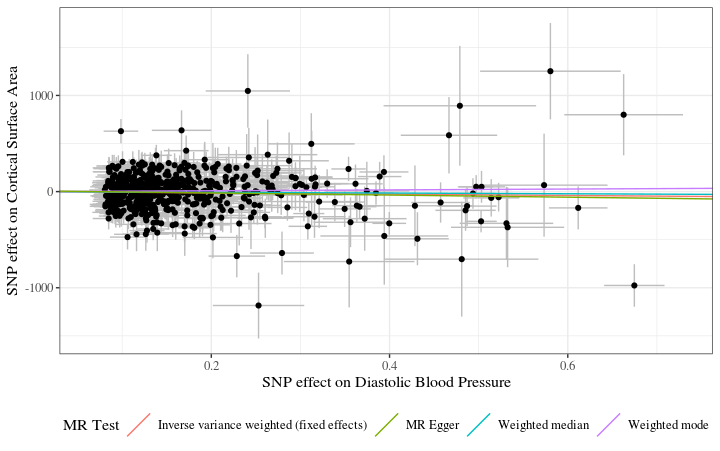 SNP effect on Cortical Surface Area
1000
0
-1000
0.2 0.4 0.6
SNP effect on Diastolic Blood Pressure
MR Test Inverse variance weighted (fixed effects) MR Egger Weighted median Weighted mode